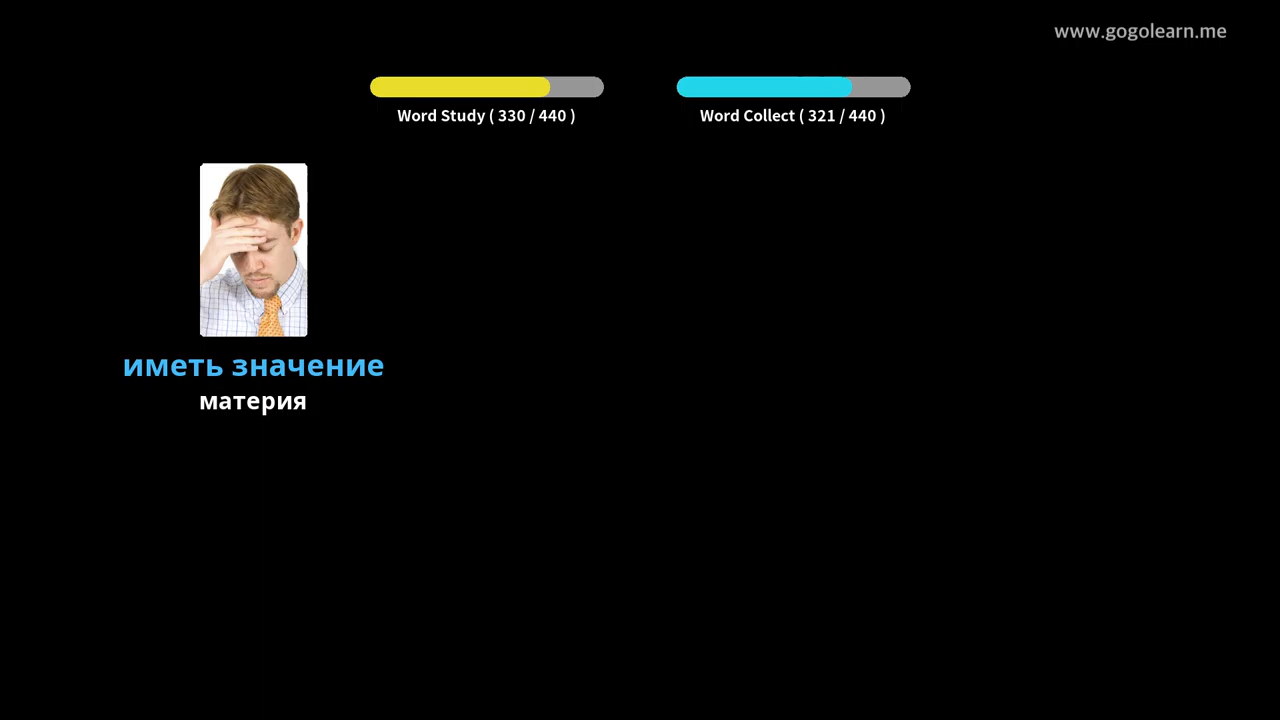 www.gogolearn.me
Word Study ( 330 / 440 )
Word Collect ( 321 / 440 )
иметь значение
материя